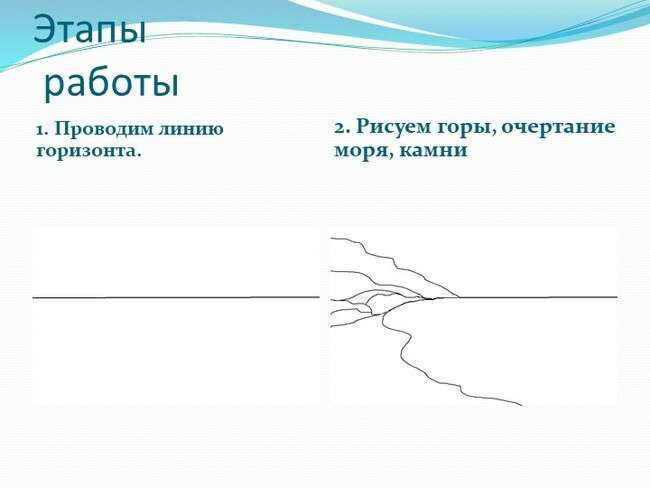 Этапы
работы
1. Проводим линию
горизонта.
2. Рисуем горы, очертание
моря, камни